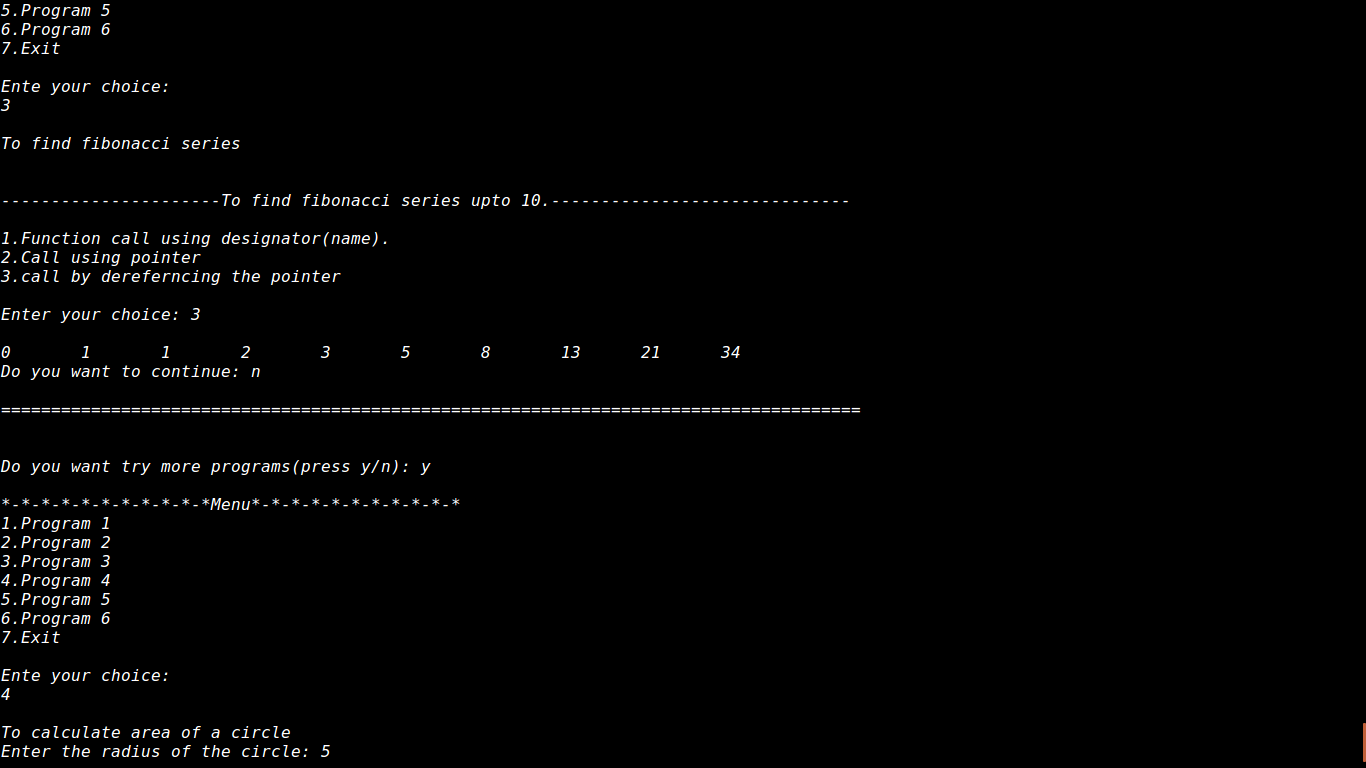 5.Program 5
6.Program 6
7.Exit
Ente your choice:
3
To find fibonacci series
----------------------To find fibonacci series upto 10.------------------------------
1.Function call using designator(name).
2.Call using pointer
3.call by dereferncing the pointer
Enter your choice: 3
0 1 1 2 3 5 8 13 21 34
Do you want to continue: n
======================================================================================
Do you want try more programs(press y/n): y
*-*-*-*-*-*-*-*-*-*-*Menu*-*-*-*-*-*-*-*-*-*-*
1.Program 1
2.Program 2
3.Program 3
4.Program 4
5.Program 5
6.Program 6
7.Exit
Ente your choice:
4
To calculate area of a circle
Enter the radius of the circle: 5